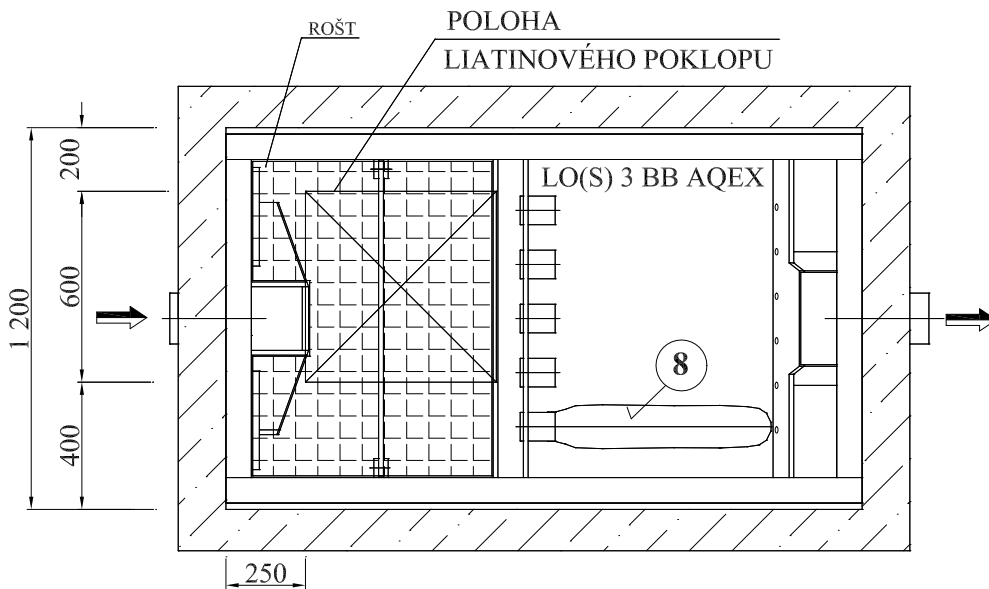 ROŠT
POLOHA
LIATINOVÉHO POKLOPU
LO(S) 3 BB AQEX
200
600
1 200
400
8
250